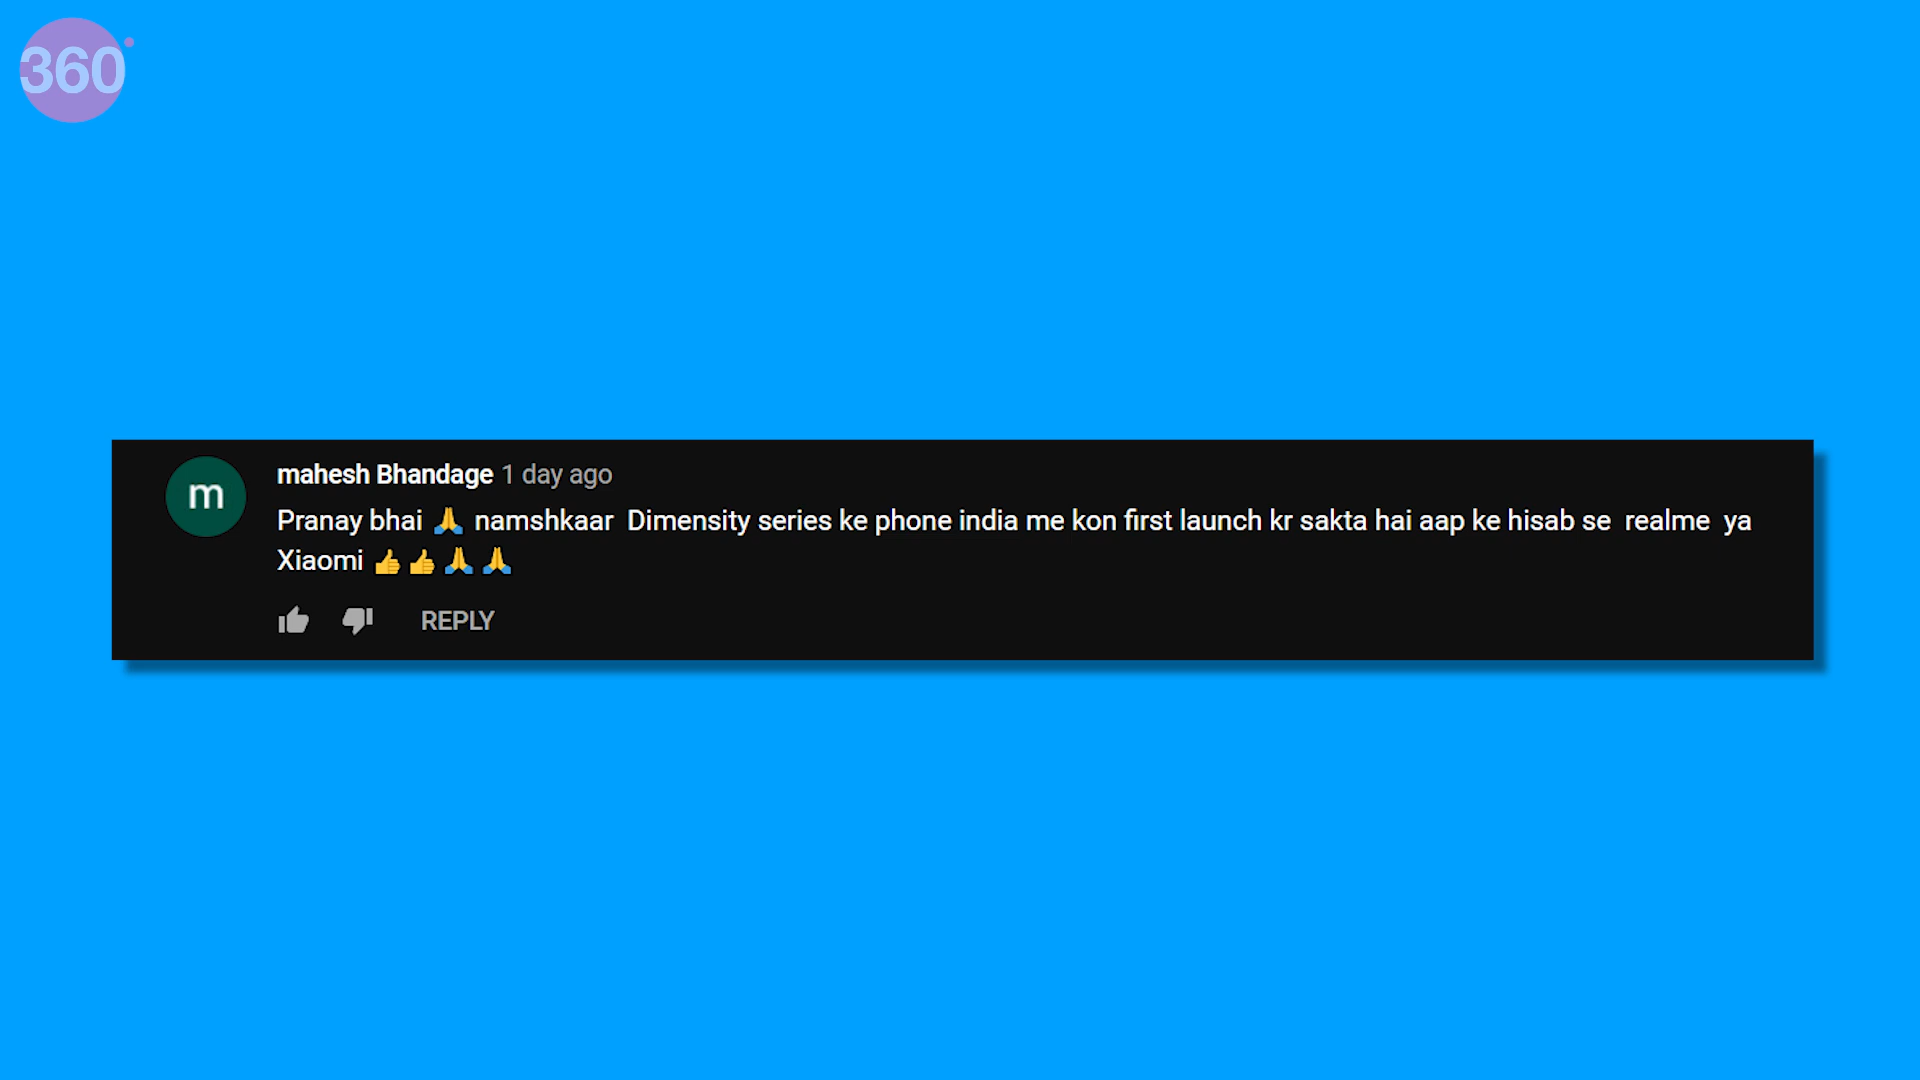 360
m
mahesh Bhandage 1 day ago
Pranay bhai 🙏 namshkaar  Dimensity series ke phone india me kon first launch kr sakta hai aap ke hisab se  realme  ya
Xiaomi 👍👍🙏🙏
REPLY